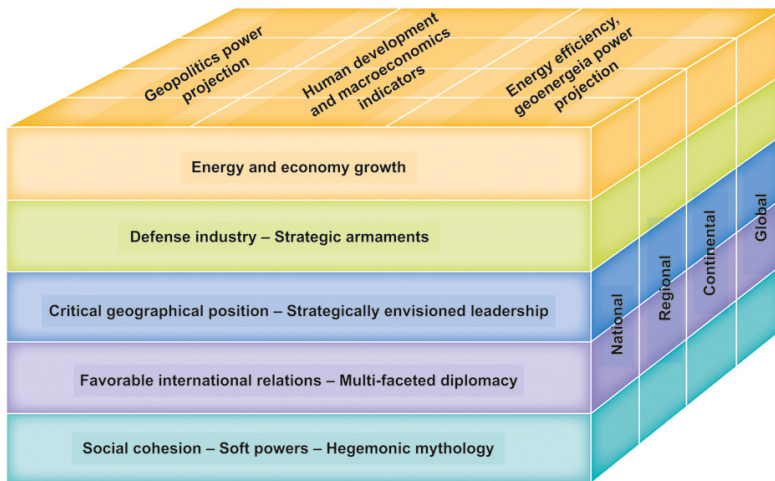 Geopolitics power
projection
Human development
and macroeconomics
indicators
Energy efficiency,
geoenergeia power
projection
Energy and economy growth
Defense industry – Strategic armaments
Critical geographical position – Strategically envisioned leadership
Favorable international relations – Multi-faceted diplomacy
Social cohesion – Soft powers – Hegemonic mythology
National
Regional
Continental
Global